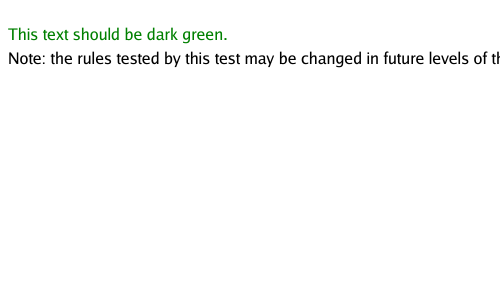 This text should be dark green.
Note: the rules tested by this test may be changed in future levels of